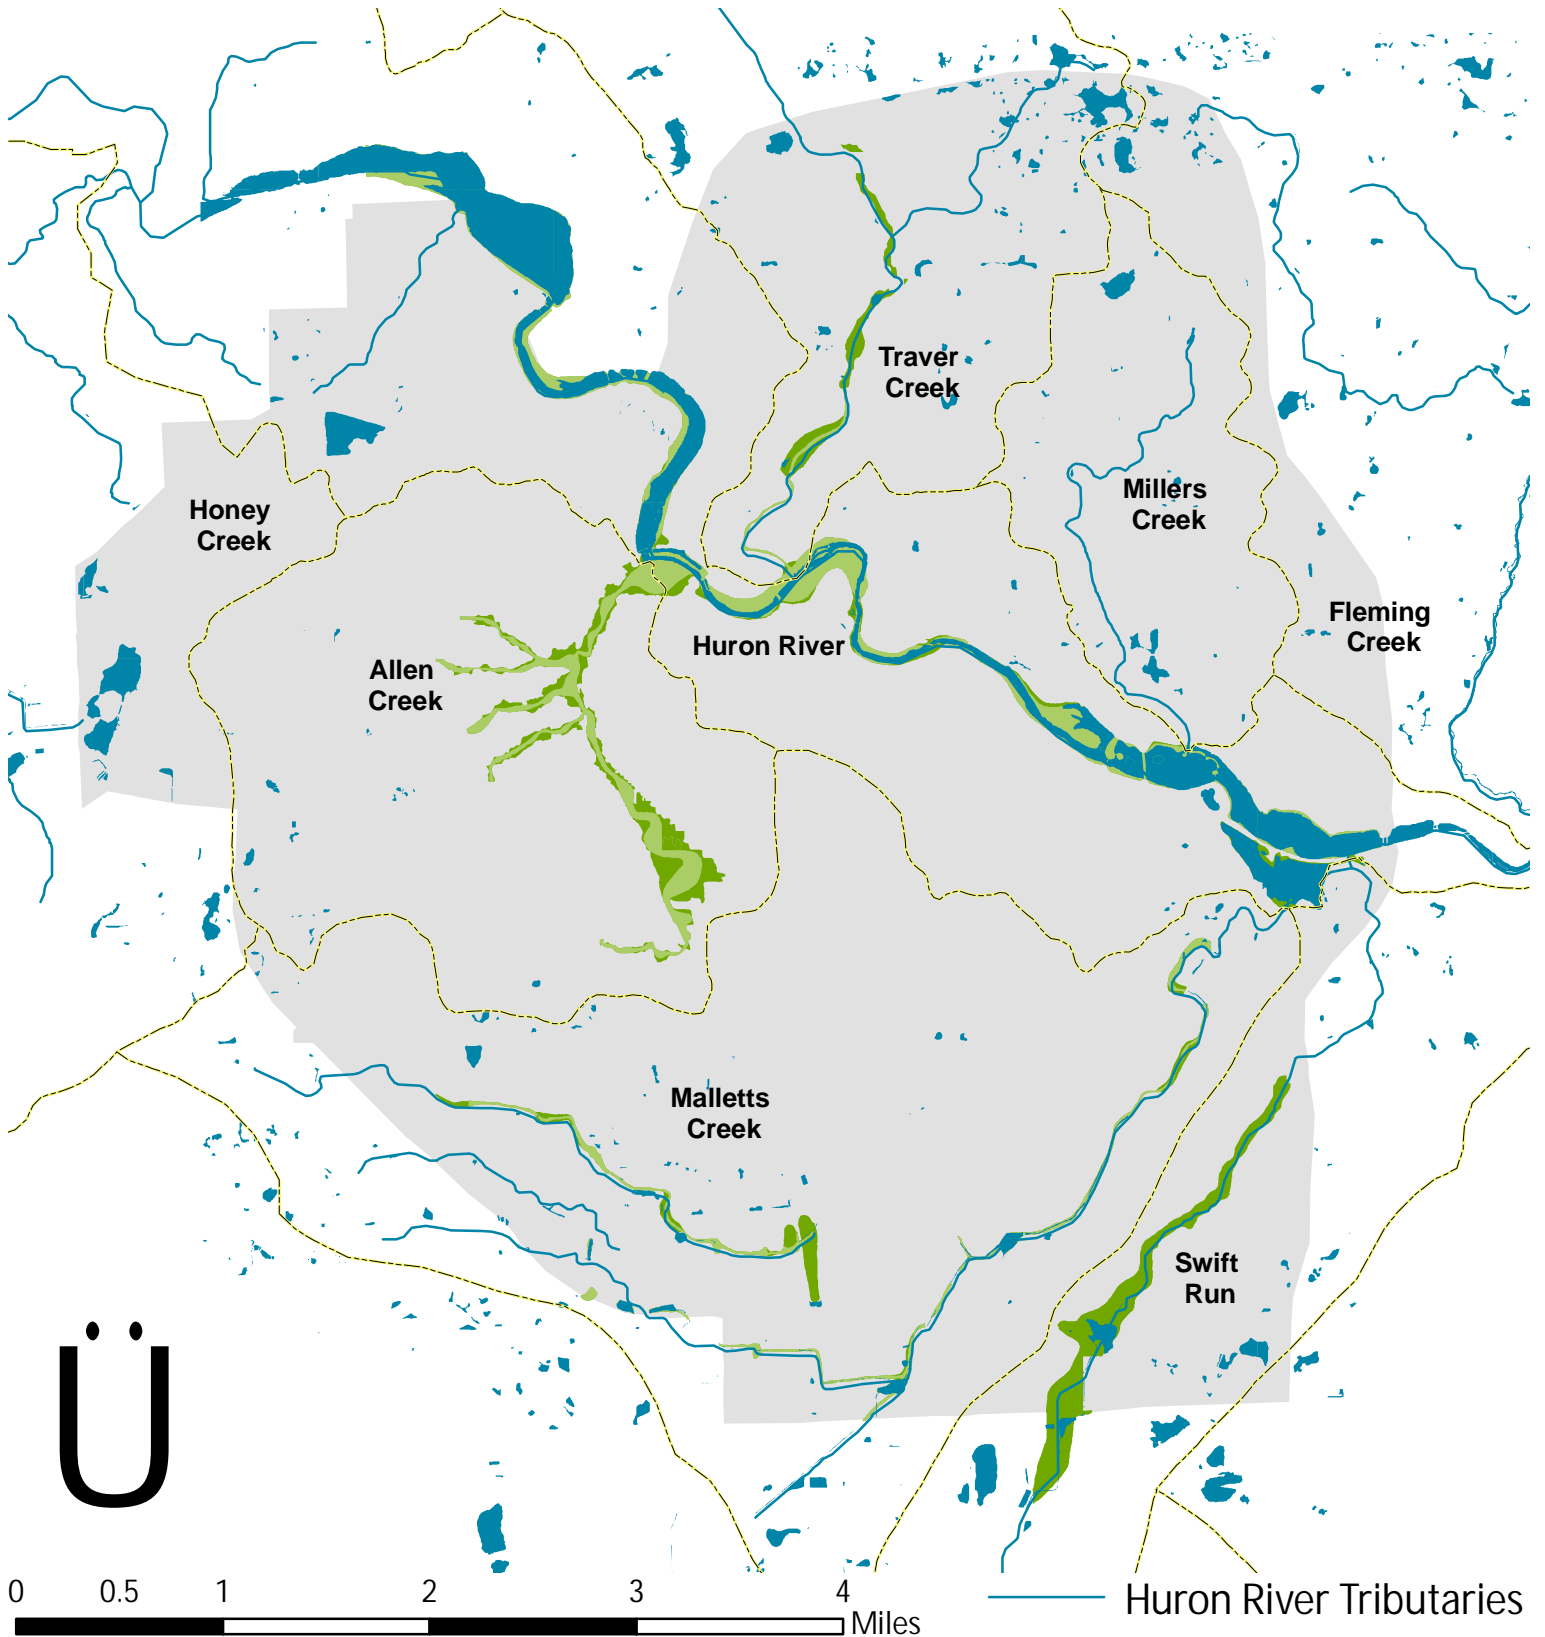 Traver
Creek
Millers
Creek
Honey
Creek
Fleming
Creek
Huron River
Allen
Creek
Malletts
Creek
Swift
Run
Ü
0 0.5 1 2 3 4
Miles
Huron River Tributaries